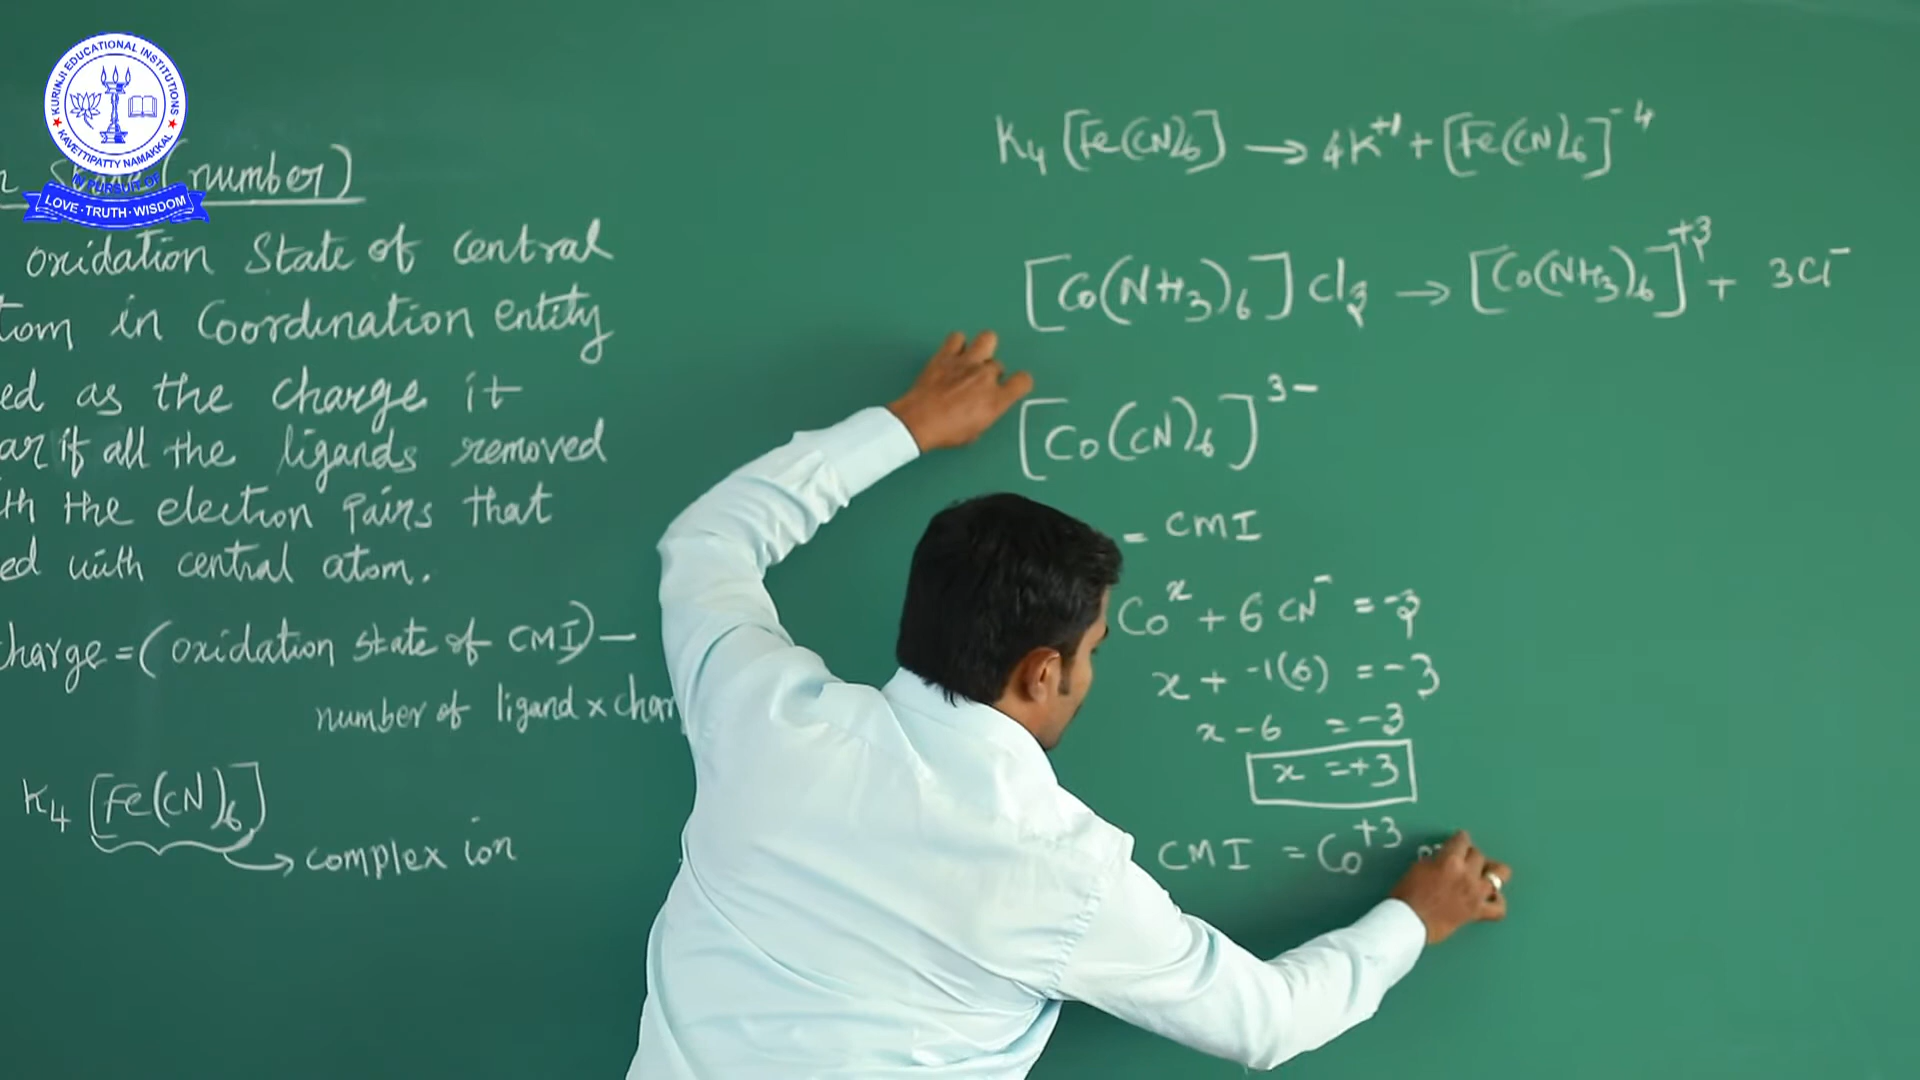 KURINJI EDUCATIONAL INSTITUTIONS
KAVETTIPATTY NAMAKKAL
IN PURSUIT OF
LOVE · TRUTH · WISDOM
(number)
oxidation State of central
tom in Coordination entity
ed as the charge it
ar if all the ligands removed
th the election pairs that
ed with central atom.
charge = (oxidation state of CMI) –
number of ligand x char
K₄ [Fe(CN)₆]
→ complex ion
K₄ [Fe(CN)₆] → 4K⁺¹ + [Fe(CN)₆]⁻⁴
[Co(NH₃)₆] Cl₃ → [Co(NH₃)₆]⁺³ + 3Cl⁻
[Co(CN)₆]³⁻
= CMI
Coˣ + 6 CN⁻ = -3
x + -1(6) = -3
x - 6 = -3
x = +3
CMI = Co⁺³